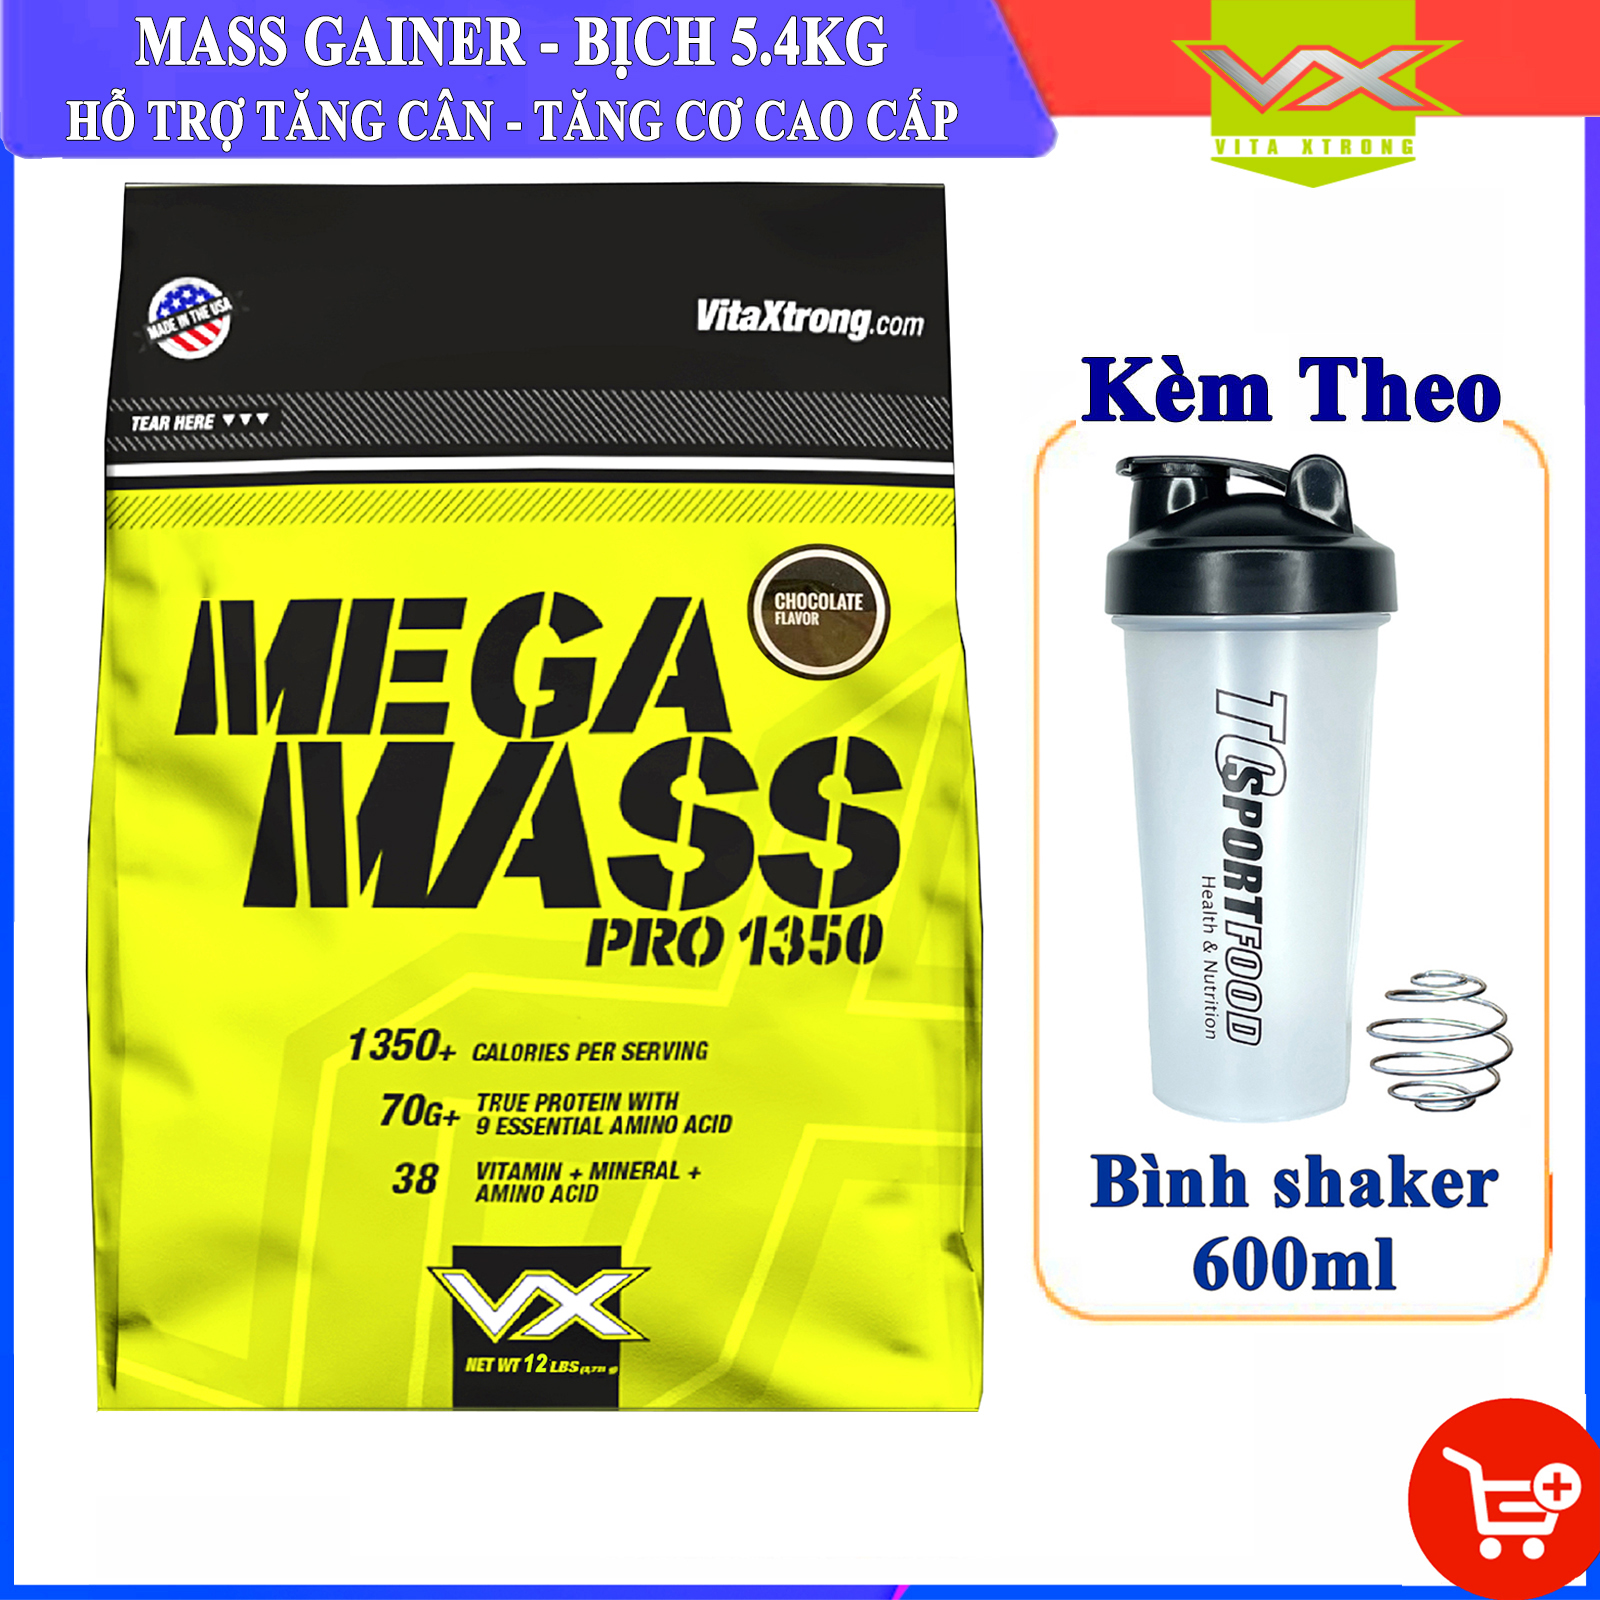 MASS GAINER - BỊCH 5.4KG
HỖ TRỢ TĂNG CÂN - TĂNG CƠ CAO CẤP
VX
VITA XTRONG
MADE IN THE USA
VitaXtrong.com
TEAR HERE
CHOCOLATE
FLAVOR
MEGA
MASS
PRO 1350
1350+ CALORIES PER SERVING
70G+ TRUE PROTEIN WITH
9 ESSENTIAL AMINO ACID
38 VITAMIN + MINERAL +
AMINO ACID
VX
NET WT 12 LBS
Kèm Theo
TCSPORTFOOD
Health & Nutrition
Bình shaker
600ml